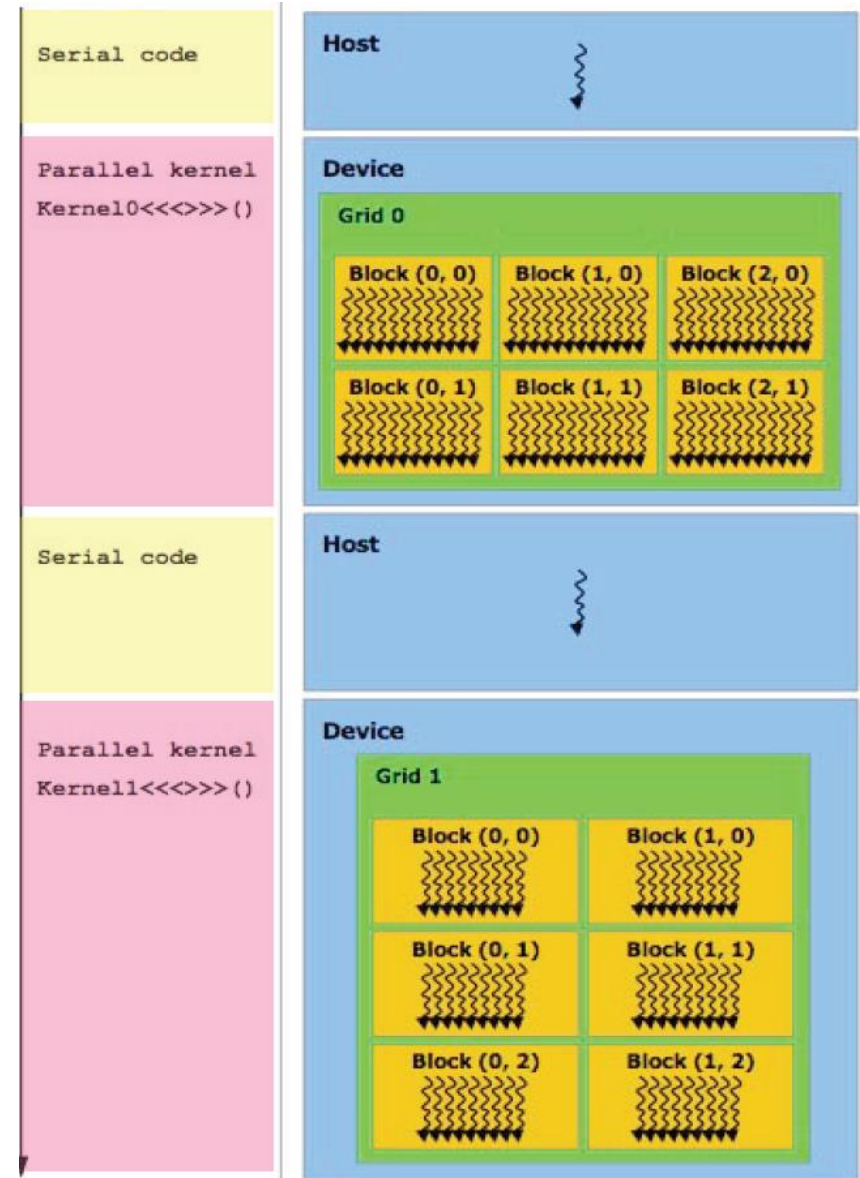 Serial code
Host
Parallel kernel
Kernel0<<<>>>()
Device
Grid 0
Block (0, 0) Block (1, 0) Block (2, 0)
Block (0, 1) Block (1, 1) Block (2, 1)
Serial code
Host
Parallel kernel
Kernel1<<<>>>()
Device
Grid 1
Block (0, 0) Block (1, 0)
Block (0, 1) Block (1, 1)
Block (0, 2) Block (1, 2)